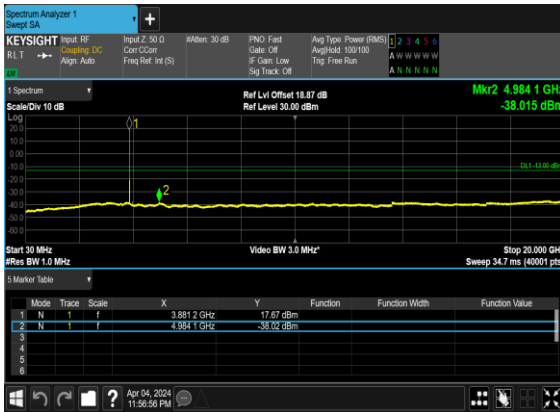 Spectrum Analyzer 1
Swept SA
+
KEYSIGHT Input: RF Input Z: 50 Ω #Atten: 30 dB PNO: Fast Avg Type: Power (RMS) 1 2 3 4 5 6
RLT Coupling: DC Corr CCorr Gate: Off Avg|Hold: 100/100 A W W W W W
Align: Auto Freq Ref: Int (S) IF Gain: Low Trig: Free Run A N N N N N
LW Sig Track: Off
1 Spectrum Ref Lvl Offset 18.87 dB Mkr2 4.984 1 GHz
Scale/Div 10 dB Ref Level 30.00 dBm -38.015 dBm
Log
20.0
10.0
0.00
-10.0
DL1 -13.00 dBm
-20.0
-30.0
-40.0
-50.0
-60.0
1
2
Start 30 MHz Video BW 3.0 MHz* Stop 20.000 GHz
#Res BW 1.0 MHz Sweep 34.7 ms (40001 pts)
5 Marker Table
Mode Trace Scale X Y Function Function Width Function Value
1 N 1 f 3.881 2 GHz 17.67 dBm
2 N 1 f 4.984 1 GHz -38.02 dBm
3
4
5
6
? Apr 04, 2024
11:56:56 PM